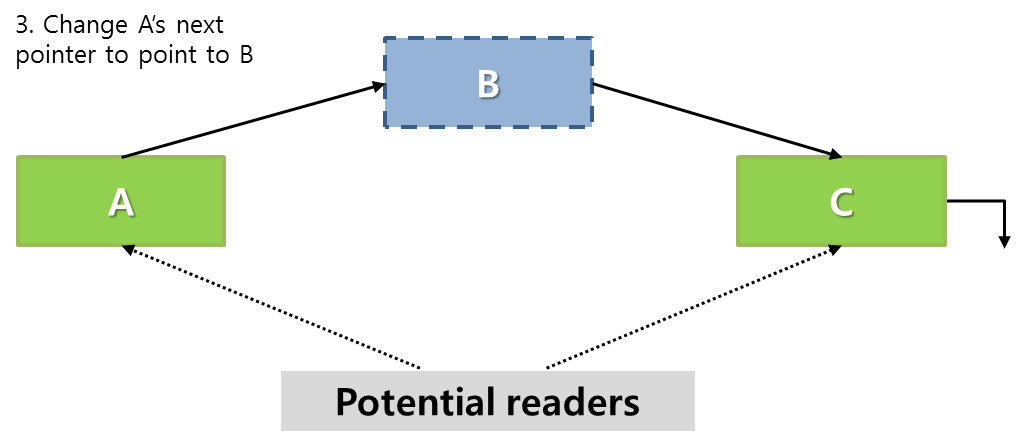 3. Change A's next
pointer to point to B
B
A
C
Potential readers